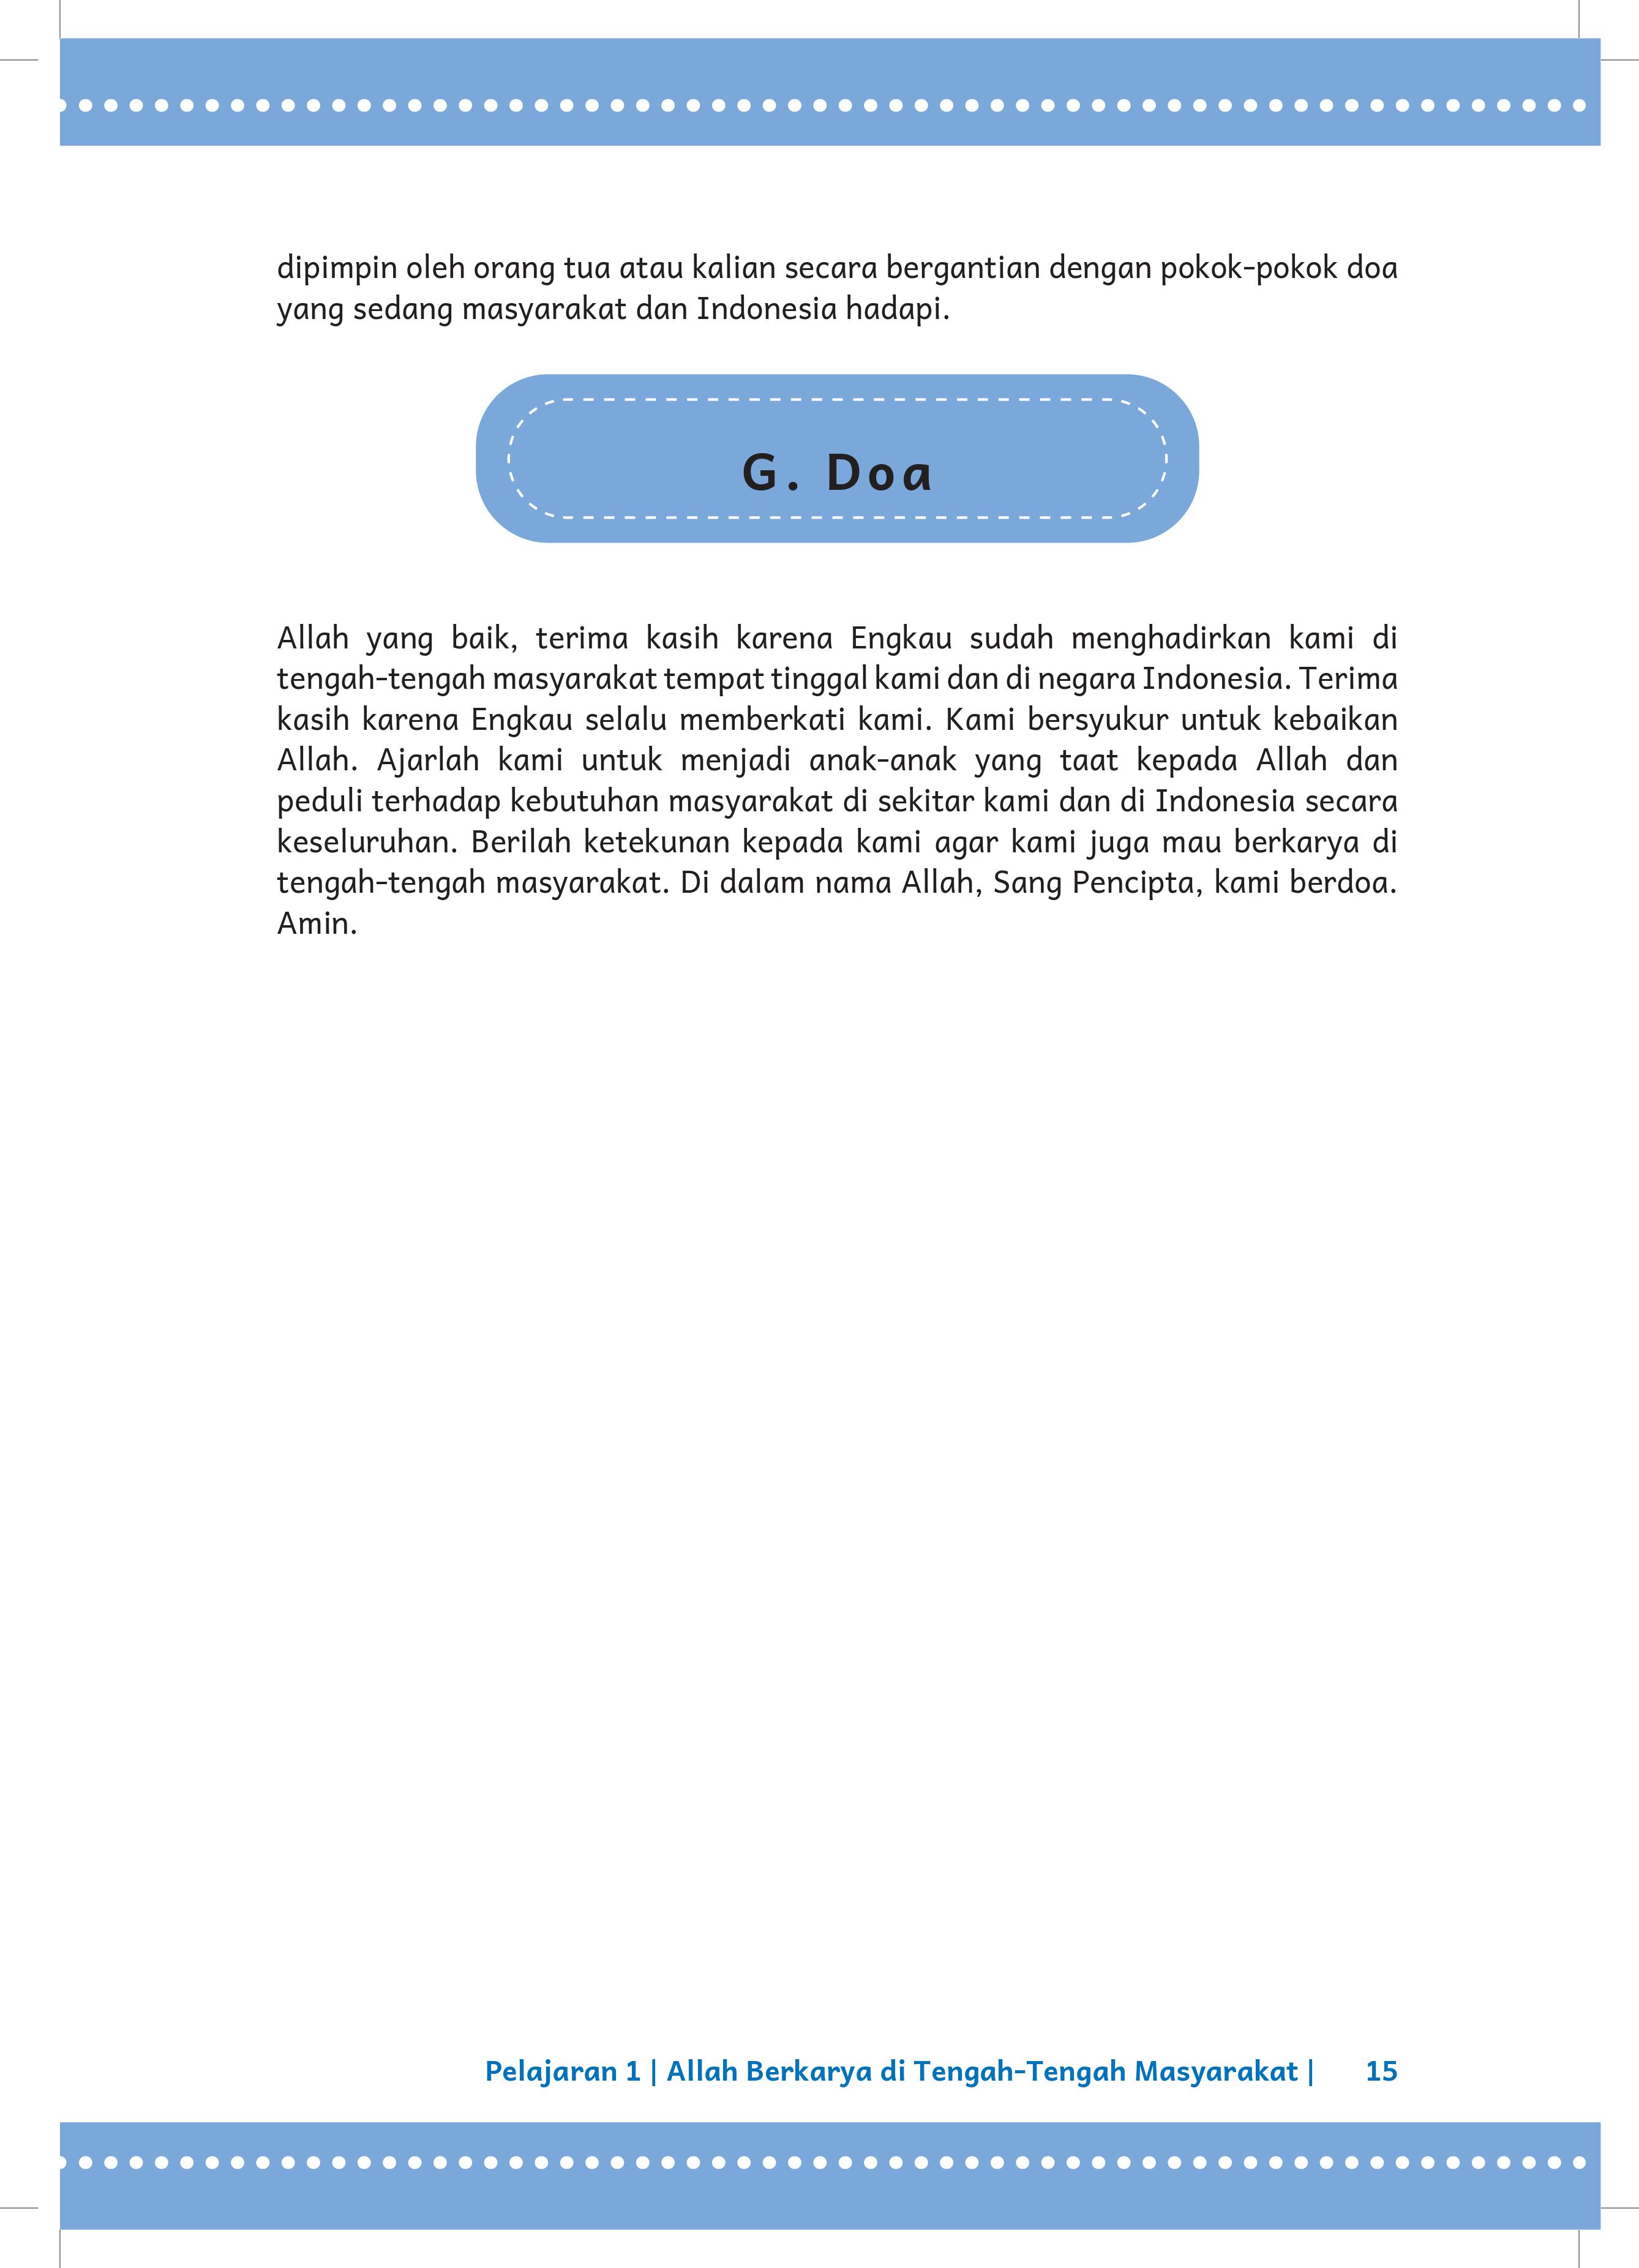 dipimpin oleh orang tua atau kalian secara bergantian dengan pokok-pokok doa
yang sedang masyarakat dan Indonesia hadapi.
G. Doa
Allah yang baik, terima kasih karena Engkau sudah menghadirkan kami di
tengah-tengah masyarakat tempat tinggal kami dan di negara Indonesia. Terima
kasih karena Engkau selalu memberkati kami. Kami bersyukur untuk kebaikan
Allah. Ajarlah kami untuk menjadi anak-anak yang taat kepada Allah dan
peduli terhadap kebutuhan masyarakat di sekitar kami dan di Indonesia secara
keseluruhan. Berilah ketekunan kepada kami agar kami juga mau berkarya di
tengah-tengah masyarakat. Di dalam nama Allah, Sang Pencipta, kami berdoa.
Amin.
Pelajaran 1 | Allah Berkarya di Tengah-Tengah Masyarakat | 15